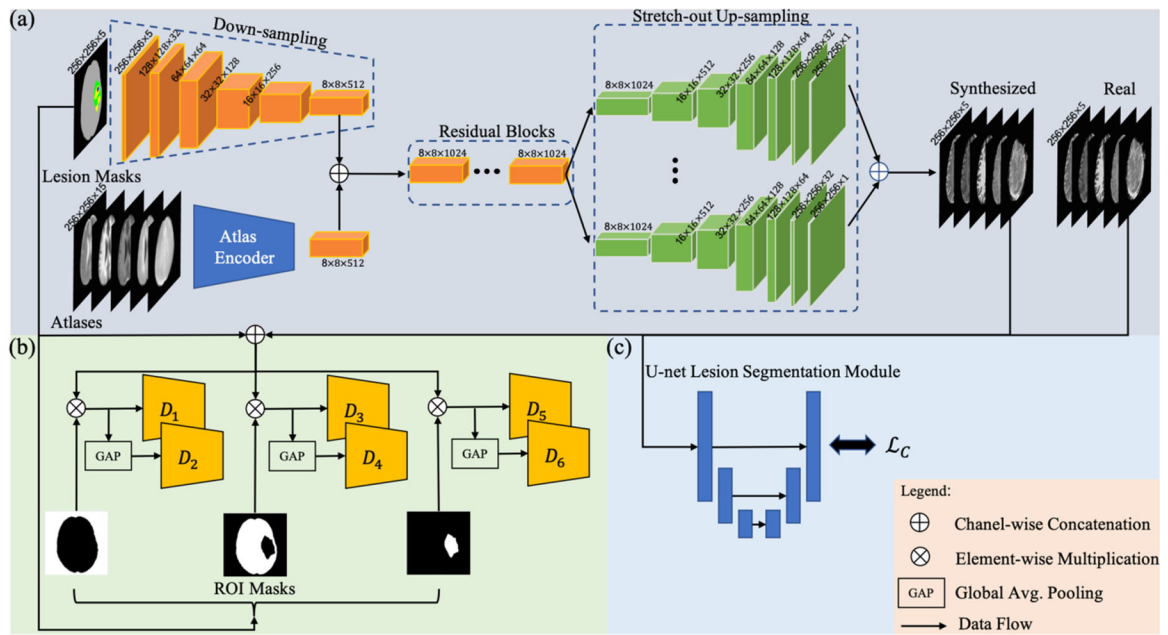 (a)
Down-sampling
Stretch-out Up-sampling
256×256×5
256×256×5
128×128×32
64×64×64
32×32×128
16×16×256
8×8×512
Lesion Masks
256×256×15
Atlases
Atlas
Encoder
8×8×512
Residual Blocks
8×8×1024
8×8×1024
8×8×1024
16×16×512
32×32×256
64×64×128
128×128×64
256×256×32
256×256×1
8×8×1024
16×16×512
32×32×256
64×64×128
128×128×64
256×256×32
256×256×1
Synthesized
256×256×5
Real
256×256×5
(b)
D1
GAP
D2
D3
GAP
D4
D5
GAP
D6
ROI Masks
(c)
U-net Lesion Segmentation Module
ℒC
Legend:
Chanel-wise Concatenation
Element-wise Multiplication
GAP Global Avg. Pooling
Data Flow